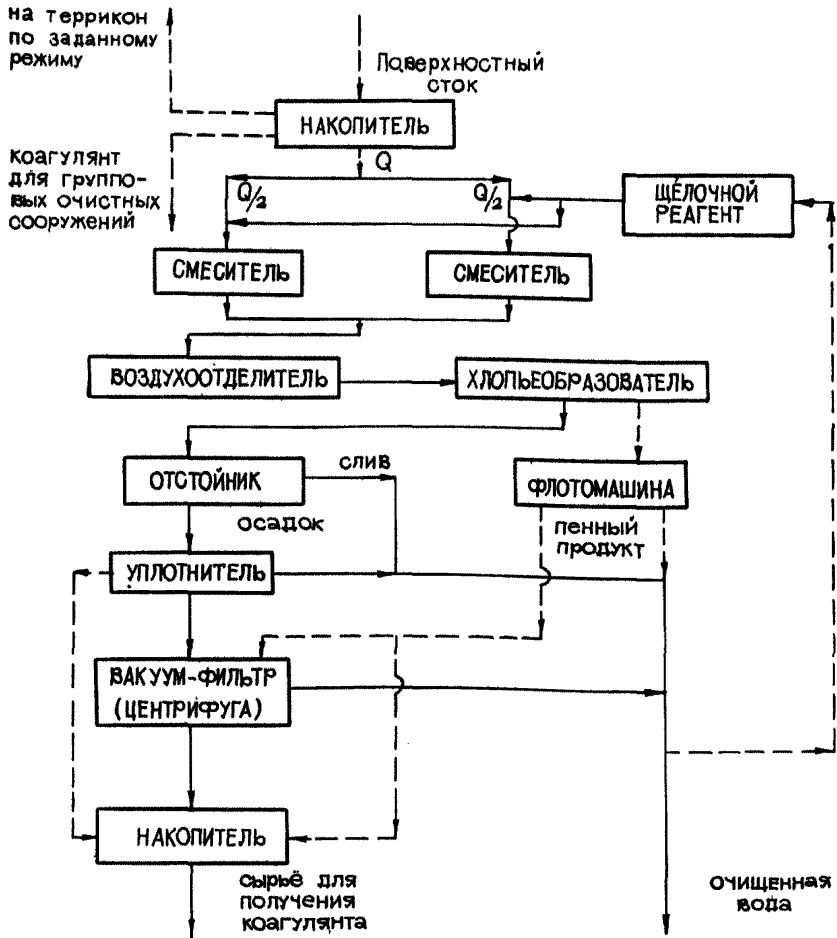 на террикон
по заданному
режиму
Поверхностный
сток
НАКОПИТЕЛЬ
коагулянт
для группо-
вых очистных
сооружений
Q
Q/2
Q/2
ЩЕЛОЧНОЙ
РЕАГЕНТ
СМЕСИТЕЛЬ
СМЕСИТЕЛЬ
ВОЗДУХООТДЕЛИТЕЛЬ
ХЛОПЬЕОБРАЗОВАТЕЛЬ
ОТСТОЙНИК
слив
ФЛОТОМАШИНА
осадок
пенный
продукт
УПЛОТНИТЕЛЬ
ВАКУУМ-ФИЛЬТР
(ЦЕНТРИФУГА)
НАКОПИТЕЛЬ
сырьё для
получения
коагулянта
очищенная
вода